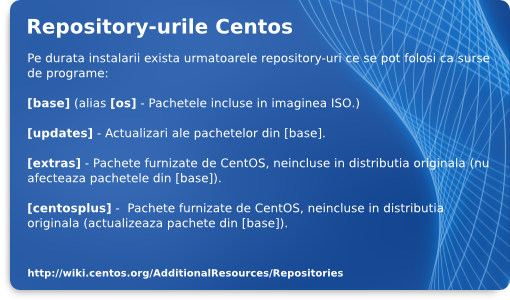 Repository-urile Centos
Pe durata instalarii exista urmatoarele repository-uri ce se pot folosi ca surse
de programe:
[base] (alias [os] - Pachetele incluse in imaginea ISO.)
[updates] - Actualizari ale pachetelor din [base].
[extras] - Pachete furnizate de CentOS, neincluse in distributia originala (nu
afecteaza pachetele din [base]).
[centosplus] -  Pachete furnizate de CentOS, neincluse in distributia
originala (actualizeaza pachete din [base]).
http://wiki.centos.org/AdditionalResources/Repositories